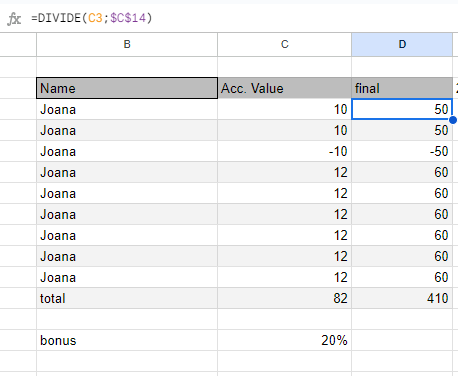 fx =DIVIDE(C3;$C$14)
B C D
Name Acc. Value final
Joana 10 50
Joana 10 50
Joana -10 -50
Joana 12 60
Joana 12 60
Joana 12 60
Joana 12 60
Joana 12 60
Joana 12 60
total 82 410
bonus 20%